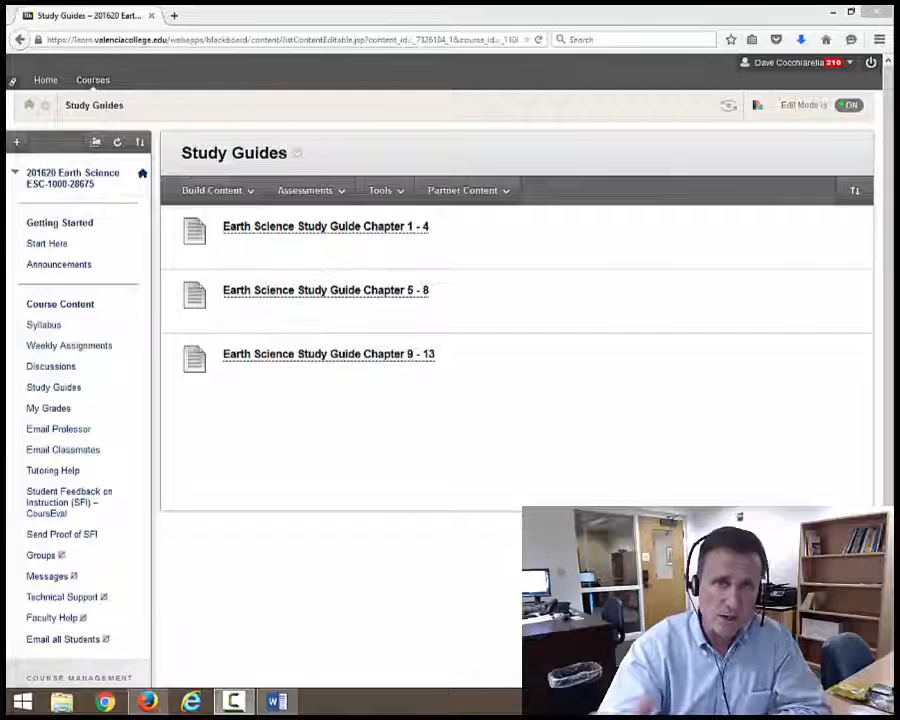 Study Guides – 201620 Eart...
https://learn.valenciacollege.edu/webapps/blackboard/content/listContentEditable.jsp?content_id=_7326184_1&course_id=_1101
Search
Dave Cocchiarella 210
Home
Courses
Study Guides
Edit Mode is
ON
201620 Earth Science
ESC-1000-28675
Getting Started
Start Here
Announcements
Course Content
Syllabus
Weekly Assignments
Discussions
Study Guides
My Grades
Email Professor
Email Classmates
Tutoring Help
Student Feedback on
Instruction (SFI) –
CoursEval
Send Proof of SFI
Groups
Messages
Technical Support
Faculty Help
Email all Students
COURSE MANAGEMENT
Study Guides
Build Content
Assessments
Tools
Partner Content
Earth Science Study Guide Chapter 1 - 4
Earth Science Study Guide Chapter 5 - 8
Earth Science Study Guide Chapter 9 - 13